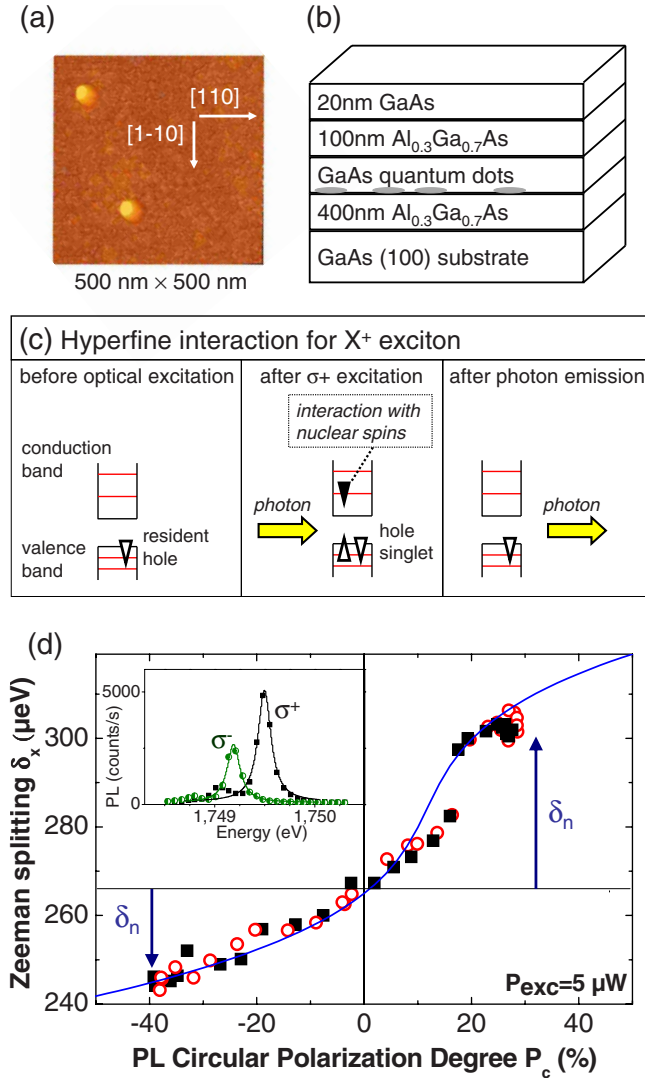 (a)
(b)
[110]
[1-10]
500 nm × 500 nm
20nm GaAs
100nm Al0.3Ga0.7As
GaAs quantum dots
400nm Al0.3Ga0.7As
GaAs (100) substrate
(c) Hyperfine interaction for X+ exciton
before optical excitation
conduction
band
valence
band
resident
hole
after σ+ excitation
interaction with
nuclear spins
photon
hole
singlet
after photon emission
photon
(d)
Zeeman splitting δx (μeV)
300
280
260
240
-40
-20
0
20
40
PL Circular Polarization Degree Pc (%)
PL (counts/s)
5000
0
σ-
σ+
1,749
1,750
Energy (eV)
δn
δn
Pexc=5 μW